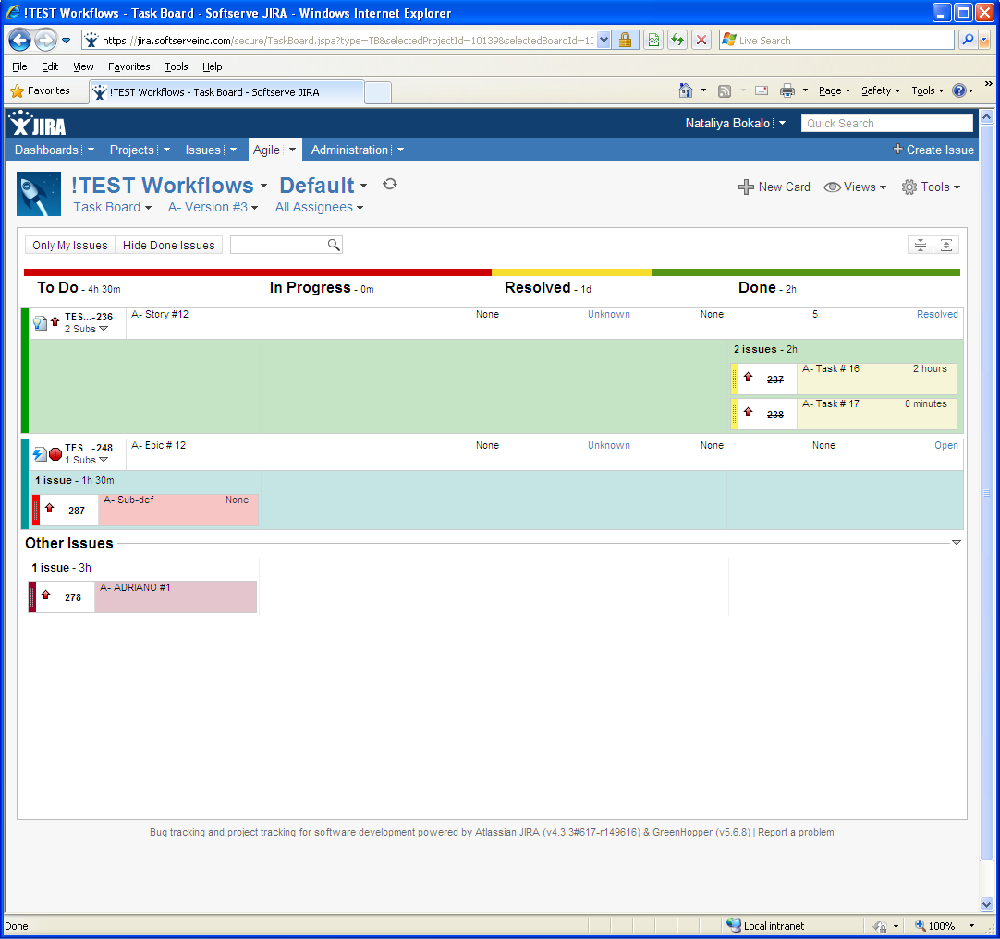 !TEST Workflows - Task Board - Softserve JIRA - Windows Internet Explorer
https://jira.softserveinc.com/secure/TaskBoard.jspa?type=TB&selectedProjectId=10139&selectedBoardId=10 Live Search
File Edit View Favorites Tools Help
Favorites !TEST Workflows - Task Board - Softserve JIRA Page Safety Tools
JIRA Nataliya Bokalo Quick Search
Dashboards Projects Issues Agile Administration + Create Issue
!TEST Workflows Default
New Card Views Tools
Task Board A- Version #3 All Assignees
Only My Issues Hide Done Issues
To Do - 4h 30m In Progress - 0m Resolved - 1d Done - 2h
TES...-236 A- Story #12 None Unknown None 5 Resolved
2 Subs
2 issues - 2h
237 A- Task # 16 2 hours
238 A- Task # 17 0 minutes
TES...-248 A- Epic # 12 None Unknown None None Open
1 Subs
1 issue - 1h 30m
287 A- Sub-def None
Other Issues
1 issue - 3h
278 A- ADRIANO #1
Bug tracking and project tracking for software development powered by Atlassian JIRA (v4.3.3#617-r149616) & GreenHopper (v5.6.8) | Report a problem
Done Local intranet 100%